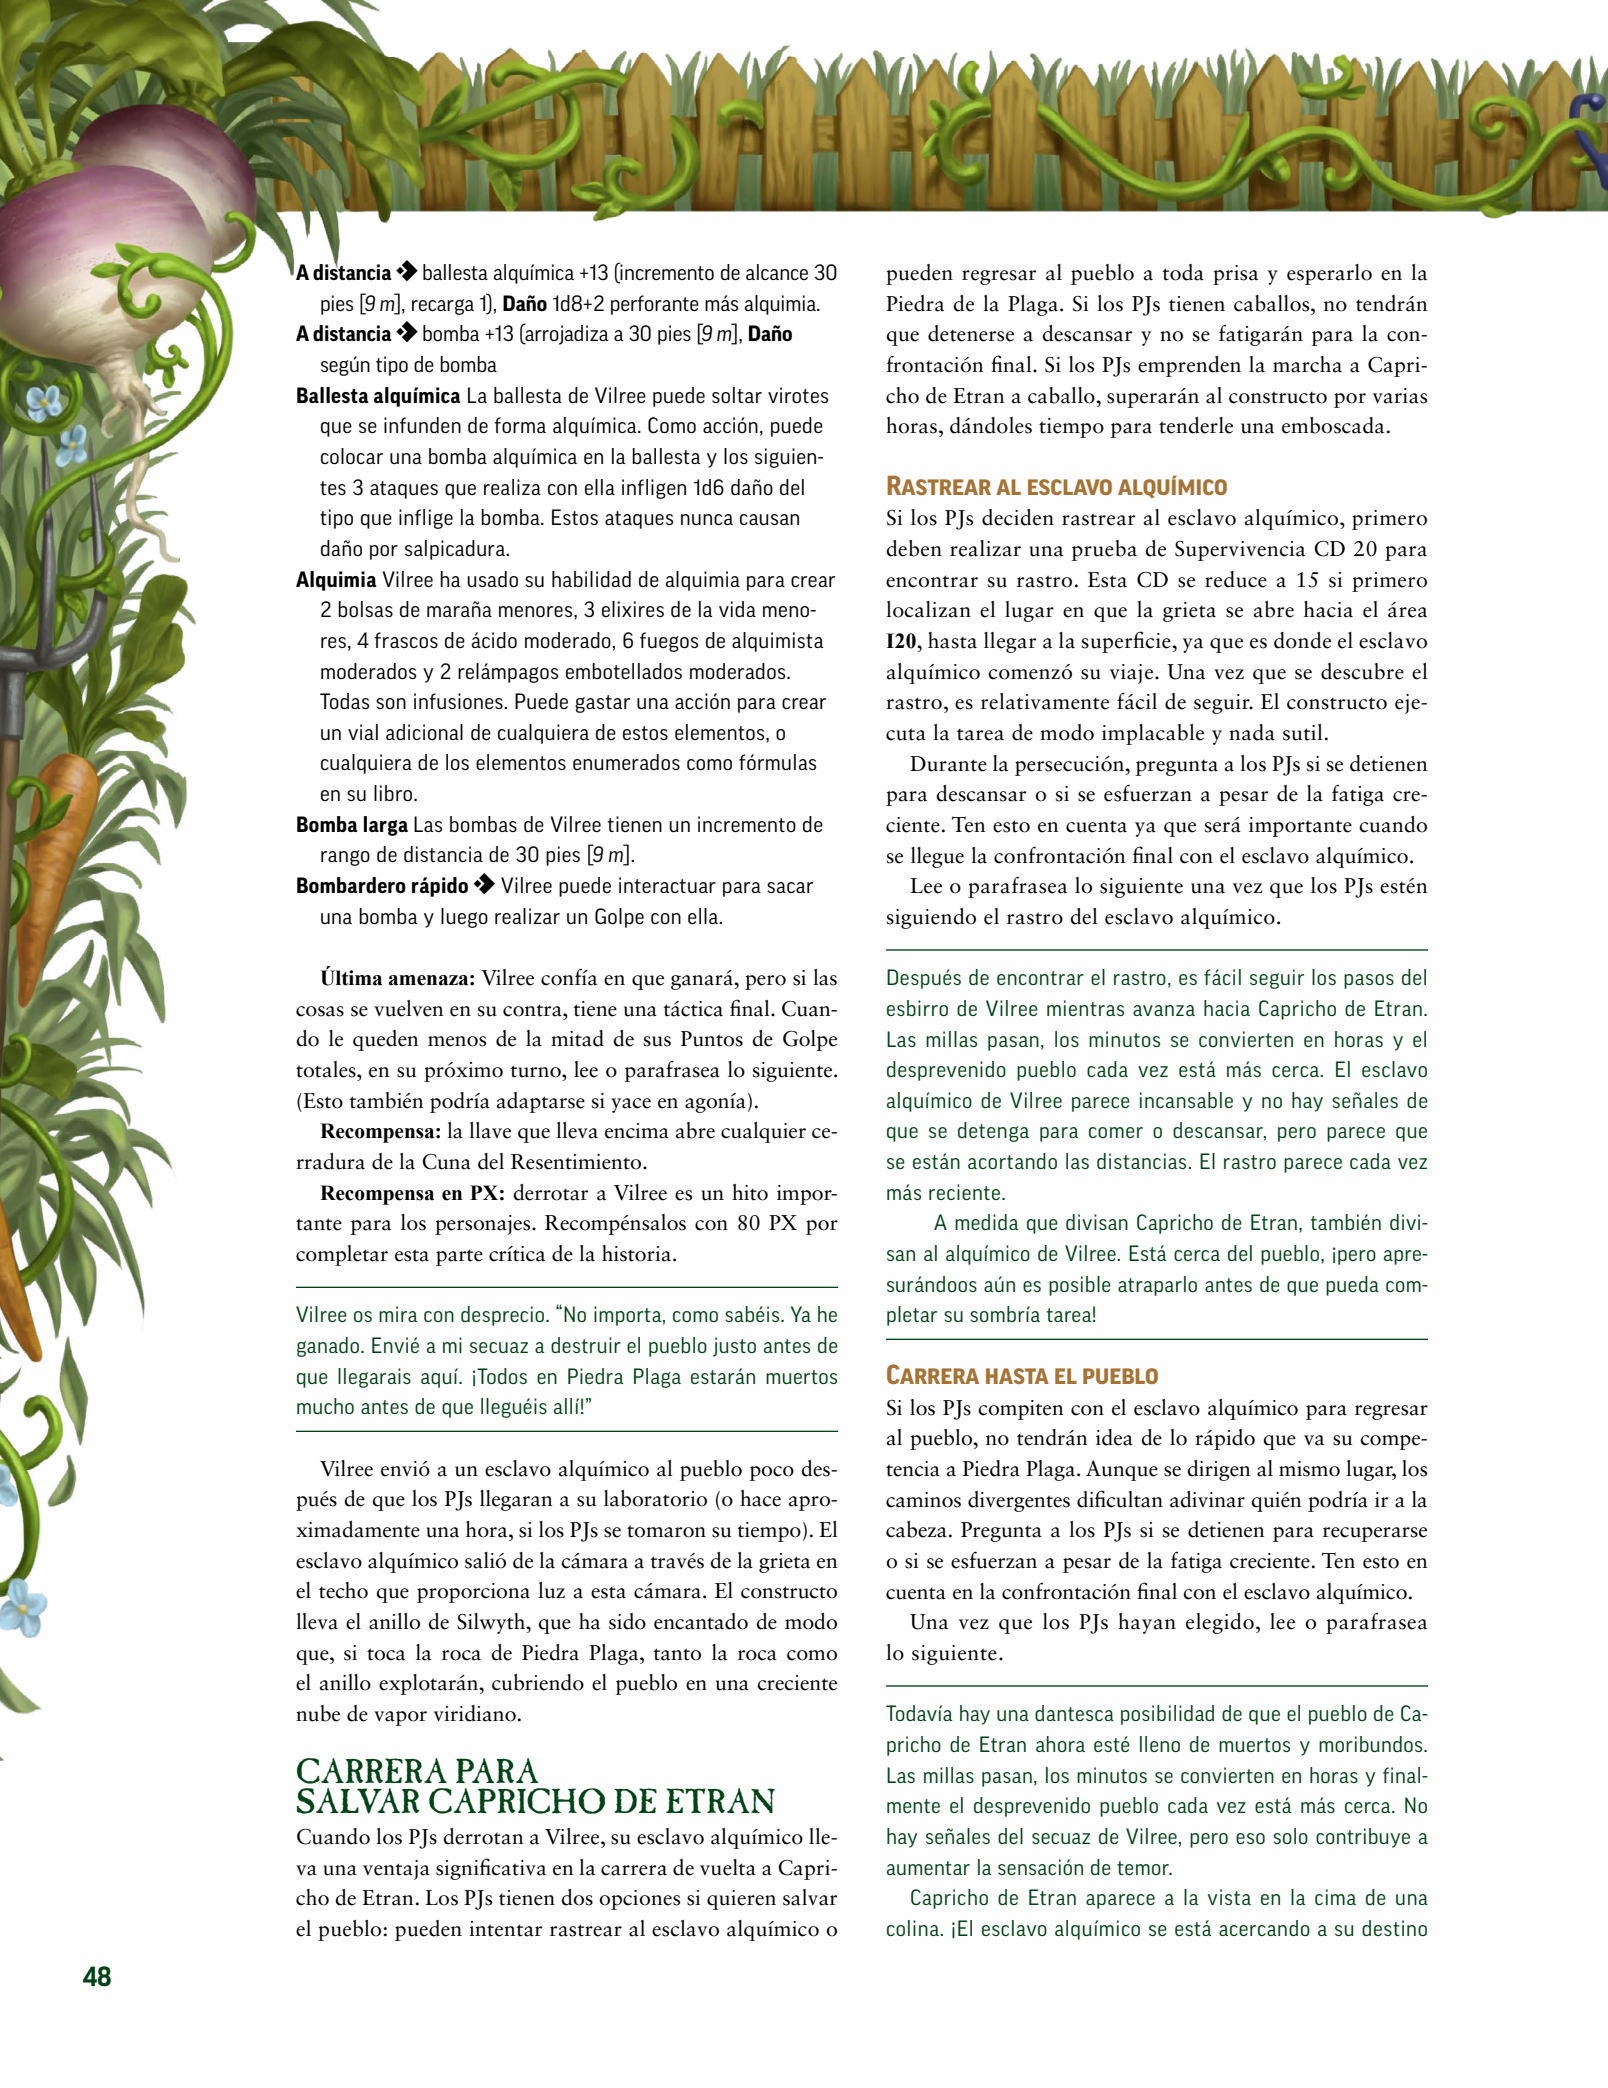 A distancia ballesta alquímica +13 (incremento de alcance 30
pies [9 m], recarga 1), Daño 1d8+2 perforante más alquimia.
A distancia bomba +13 (arrojadiza a 30 pies [9 m], Daño
según tipo de bomba
Ballesta alquímica La ballesta de Vilree puede soltar virotes
que se infunden de forma alquímica. Como acción, puede
colocar una bomba alquímica en la ballesta y los siguien-
tes 3 ataques que realiza con ella infligen 1d6 daño del
tipo que inflige la bomba. Estos ataques nunca causan
daño por salpicadura.
Alquimia Vilree ha usado su habilidad de alquimia para crear
2 bolsas de maraña menores, 3 elixires de la vida meno-
res, 4 frascos de ácido moderado, 6 fuegos de alquimista
moderados y 2 relámpagos embotellados moderados.
Todas son infusiones. Puede gastar una acción para crear
un vial adicional de cualquiera de estos elementos, o
cualquiera de los elementos enumerados como fórmulas
en su libro.
Bomba larga Las bombas de Vilree tienen un incremento de
rango de distancia de 30 pies [9 m].
Bombardero rápido Vilree puede interactuar para sacar
una bomba y luego realizar un Golpe con ella.
Última amenaza: Vilree confía en que ganará, pero si las
cosas se vuelven en su contra, tiene una táctica final. Cuan-
do le queden menos de la mitad de sus Puntos de Golpe
totales, en su próximo turno, lee o parafrasea lo siguiente.
(Esto también podría adaptarse si yace en agonía).
Recompensa: la llave que lleva encima abre cualquier ce-
rradura de la Cuna del Resentimiento.
Recompensa en PX: derrotar a Vilree es un hito impor-
tante para los personajes. Recompénsalos con 80 PX por
completar esta parte crítica de la historia.
Vilree os mira con desprecio. “No importa, como sabéis. Ya he
ganado. Envié a mi secuaz a destruir el pueblo justo antes de
que llegarais aquí. ¡Todos en Piedra Plaga estarán muertos
mucho antes de que lleguéis allí!”
Vilree envió a un esclavo alquímico al pueblo poco des-
pués de que los PJs llegaran a su laboratorio (o hace apro-
ximadamente una hora, si los PJs se tomaron su tiempo). El
esclavo alquímico salió de la cámara a través de la grieta en
el techo que proporciona luz a esta cámara. El constructo
lleva el anillo de Silwyth, que ha sido encantado de modo
que, si toca la roca de Piedra Plaga, tanto la roca como
el anillo explotarán, cubriendo el pueblo en una creciente
nube de vapor viridiano.
CARRERA PARA
SALVAR CAPRICHO DE ETRAN
Cuando los PJs derrotan a Vilree, su esclavo alquímico lle-
va una ventaja significativa en la carrera de vuelta a Capri-
cho de Etran. Los PJs tienen dos opciones si quieren salvar
el pueblo: pueden intentar rastrear al esclavo alquímico o
pueden regresar al pueblo a toda prisa y esperarlo en la
Piedra de la Plaga. Si los PJs tienen caballos, no tendrán
que detenerse a descansar y no se fatigarán para la con-
frontación final. Si los PJs emprenden la marcha a Capri-
cho de Etran a caballo, superarán al constructo por varias
horas, dándoles tiempo para tenderle una emboscada.
RASTREAR AL ESCLAVO ALQUÍMICO
Si los PJs deciden rastrear al esclavo alquímico, primero
deben realizar una prueba de Supervivencia CD 20 para
encontrar su rastro. Esta CD se reduce a 15 si primero
localizan el lugar en que la grieta se abre hacia el área
I20, hasta llegar a la superficie, ya que es donde el esclavo
alquímico comenzó su viaje. Una vez que se descubre el
rastro, es relativamente fácil de seguir. El constructo eje-
cuta la tarea de modo implacable y nada sutil.
Durante la persecución, pregunta a los PJs si se detienen
para descansar o si se esfuerzan a pesar de la fatiga cre-
ciente. Ten esto en cuenta ya que será importante cuando
se llegue la confrontación final con el esclavo alquímico.
Lee o parafrasea lo siguiente una vez que los PJs estén
siguiendo el rastro del esclavo alquímico.
Después de encontrar el rastro, es fácil seguir los pasos del
esbirro de Vilree mientras avanza hacia Capricho de Etran.
Las millas pasan, los minutos se convierten en horas y el
desprevenido pueblo cada vez está más cerca. El esclavo
alquímico de Vilree parece incansable y no hay señales de
que se detenga para comer o descansar, pero parece que
se están acortando las distancias. El rastro parece cada vez
más reciente.
A medida que divisan Capricho de Etran, también divi-
san al alquímico de Vilree. Está cerca del pueblo, ¡pero apre-
surándoos aún es posible atraparlo antes de que pueda com-
pletar su sombría tarea!
CARRERA HASTA EL PUEBLO
Si los PJs compiten con el esclavo alquímico para regresar
al pueblo, no tendrán idea de lo rápido que va su compe-
tencia a Piedra Plaga. Aunque se dirigen al mismo lugar, los
caminos divergentes dificultan adivinar quién podría ir a la
cabeza. Pregunta a los PJs si se detienen para recuperarse
o si se esfuerzan a pesar de la fatiga creciente. Ten esto en
cuenta en la confrontación final con el esclavo alquímico.
Una vez que los PJs hayan elegido, lee o parafrasea
lo siguiente.
Todavía hay una dantesca posibilidad de que el pueblo de Ca-
pricho de Etran ahora esté lleno de muertos y moribundos.
Las millas pasan, los minutos se convierten en horas y final-
mente el desprevenido pueblo cada vez está más cerca. No
hay señales del secuaz de Vilree, pero eso solo contribuye a
aumentar la sensación de temor.
Capricho de Etran aparece a la vista en la cima de una
colina. ¡El esclavo alquímico se está acercando a su destino
48